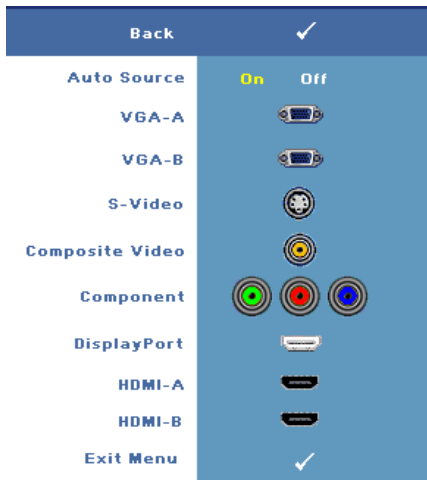 Back
Auto Source On Off
VGA-A
VGA-B
S-Video
Composite Video
Component
DisplayPort
HDMI-A
HDMI-B
Exit Menu